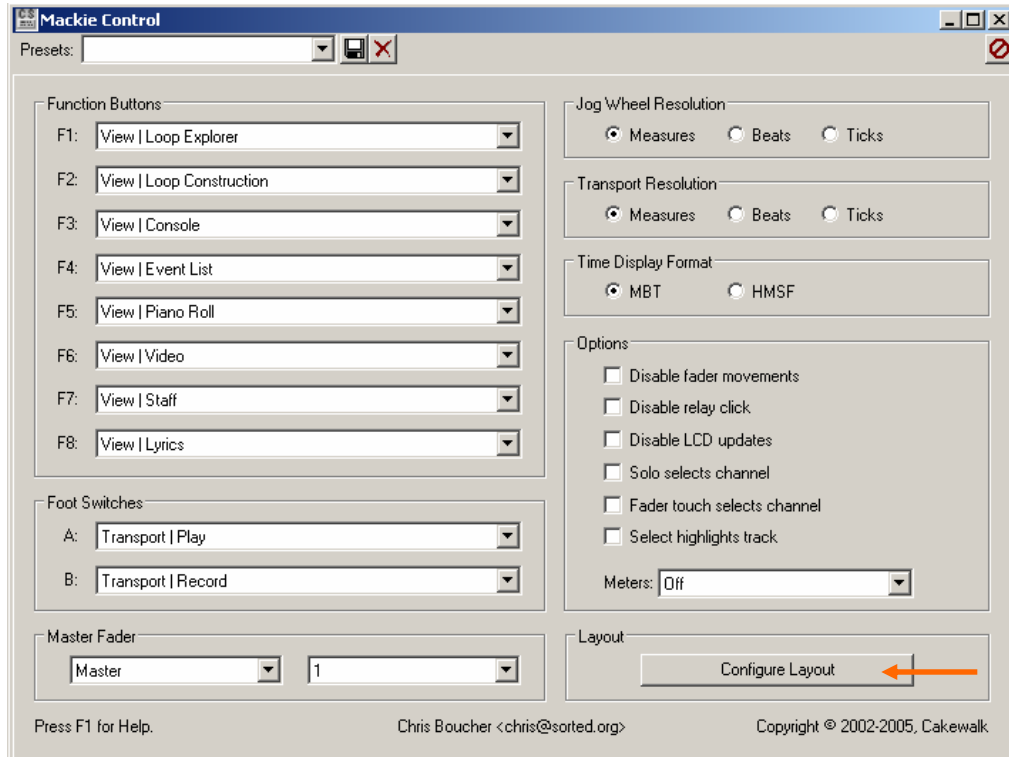 Mackie Control
Presets:
Function Buttons
F1: View | Loop Explorer
F2: View | Loop Construction
F3: View | Console
F4: View | Event List
F5: View | Piano Roll
F6: View | Video
F7: View | Staff
F8: View | Lyrics
Foot Switches
A: Transport | Play
B: Transport | Record
Master Fader
Master 1
Jog Wheel Resolution
Measures Beats Ticks
Transport Resolution
Measures Beats Ticks
Time Display Format
MBT HMSF
Options
Disable fader movements
Disable relay click
Disable LCD updates
Solo selects channel
Fader touch selects channel
Select highlights track
Meters: Off
Layout
Configure Layout
Press F1 for Help. Chris Boucher <chris@sorted.org> Copyright © 2002-2005, Cakewalk